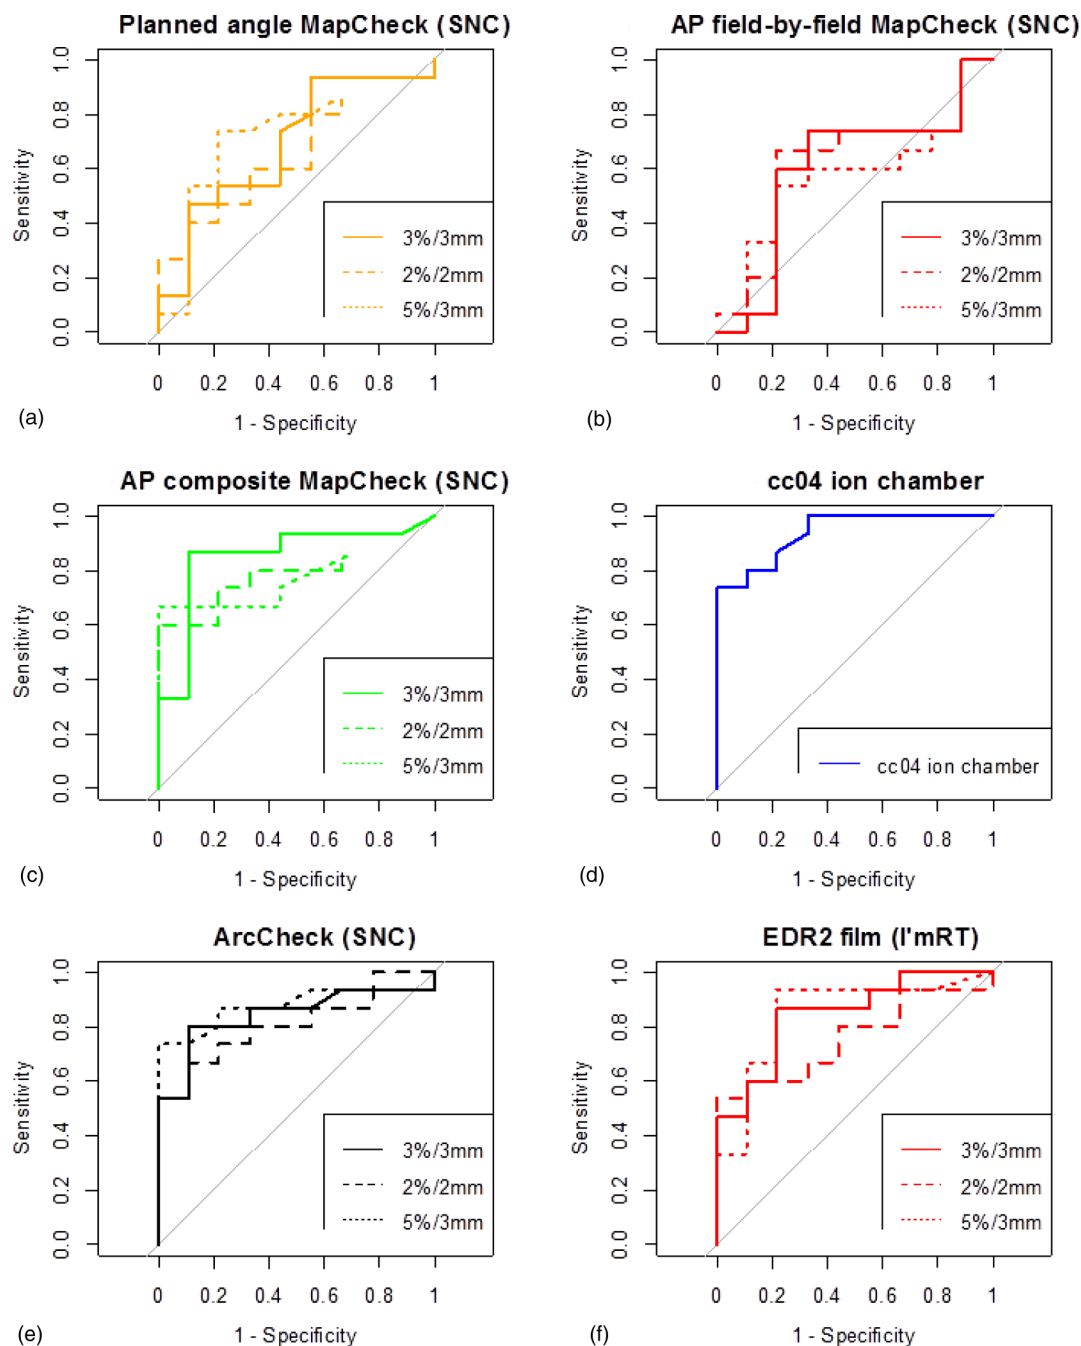 Planned angle MapCheck (SNC)
Sensitivity
0.0 0.2 0.4 0.6 0.8 1.0
3%/3mm
2%/2mm
5%/3mm
0 0.2 0.4 0.6 0.8 1
1 - Specificity
(a)
AP field-by-field MapCheck (SNC)
Sensitivity
0.0 0.2 0.4 0.6 0.8 1.0
3%/3mm
2%/2mm
5%/3mm
0 0.2 0.4 0.6 0.8 1
1 - Specificity
(b)
AP composite MapCheck (SNC)
Sensitivity
0.0 0.2 0.4 0.6 0.8 1.0
3%/3mm
2%/2mm
5%/3mm
0 0.2 0.4 0.6 0.8 1
1 - Specificity
(c)
cc04 ion chamber
Sensitivity
0.0 0.2 0.4 0.6 0.8 1.0
cc04 ion chamber
0 0.2 0.4 0.6 0.8 1
1 - Specificity
(d)
ArcCheck (SNC)
Sensitivity
0.0 0.2 0.4 0.6 0.8 1.0
3%/3mm
2%/2mm
5%/3mm
0 0.2 0.4 0.6 0.8 1
1 - Specificity
(e)
EDR2 film (I'mRT)
Sensitivity
0.0 0.2 0.4 0.6 0.8 1.0
3%/3mm
2%/2mm
5%/3mm
0 0.2 0.4 0.6 0.8 1
1 - Specificity
(f)